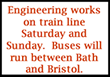 Engineering works
on train line
Saturday and
Sunday. Buses will
run between Bath
and Bristol.